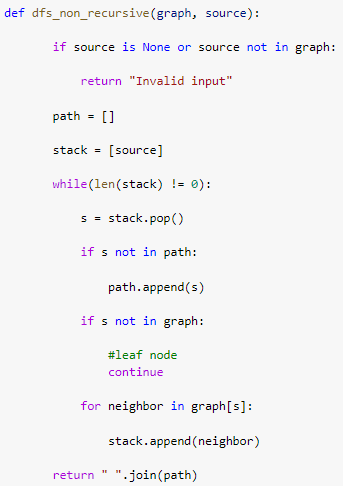 def dfs_non_recursive(graph, source):
if source is None or source not in graph:
return "Invalid input"
path = []
stack = [source]
while(len(stack) != 0):
s = stack.pop()
if s not in path:
path.append(s)
if s not in graph:
#leaf node
continue
for neighbor in graph[s]:
stack.append(neighbor)
return " ".join(path)